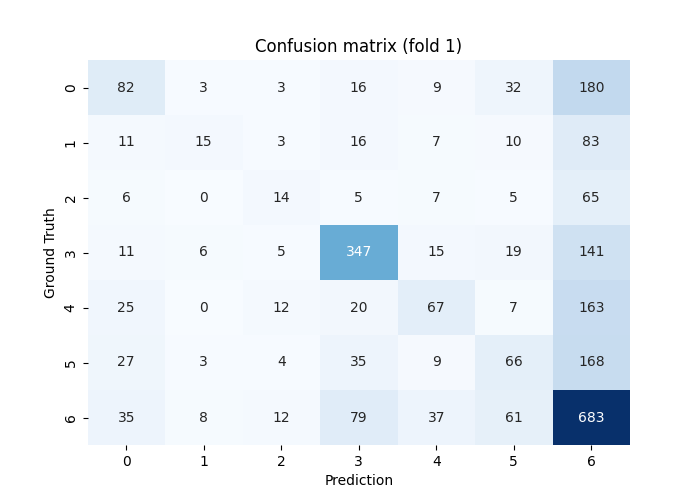 Confusion matrix (fold 1)
Ground Truth
0 82 3 3 16 9 32 180
1 11 15 3 16 7 10 83
2 6 0 14 5 7 5 65
3 11 6 5 347 15 19 141
4 25 0 12 20 67 7 163
5 27 3 4 35 9 66 168
6 35 8 12 79 37 61 683
0 1 2 3 4 5 6
Prediction